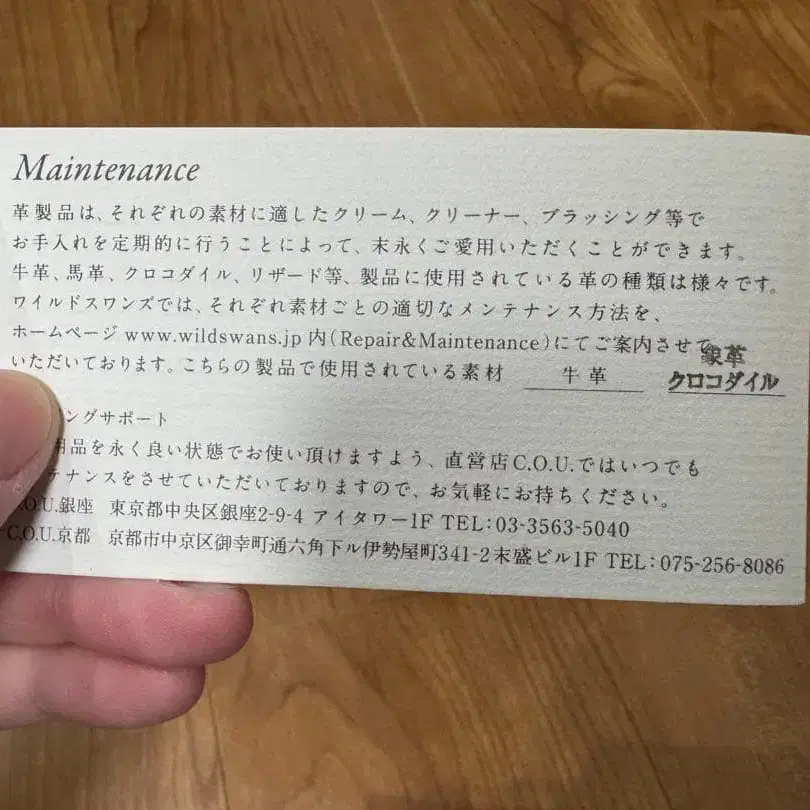 Maintenance
革製品は、それぞれの素材に適したクリーム、クリーナー、ブラッシング等で
お手入れを定期的に行うことによって、末永くご愛用いただくことができます。
牛革、馬革、クロコダイル、リザード等、製品に使用されている革の種類は様々です。
ワイルドスワンズでは、それぞれ素材ごとの適切なメンテナンス方法を、
ホームページ www.wildswans.jp 内(Repair&Maintenance)にてご案内させて
いただいております。こちらの製品で使用されている素材 牛革 象革 クロコダイル
ングサポート
用品を永く良い状態でお使い頂けますよう、直営店C.O.U.ではいつでも
テナンスをさせていただいておりますので、お気軽にお持ちください。
.O.U.銀座 東京都中央区銀座2-9-4 アイタワー1F TEL:03-3563-5040
C.O.U.京都 京都市中京区御幸町通六角下ル伊勢屋町341-2末盛ビル1F TEL:075-256-8086